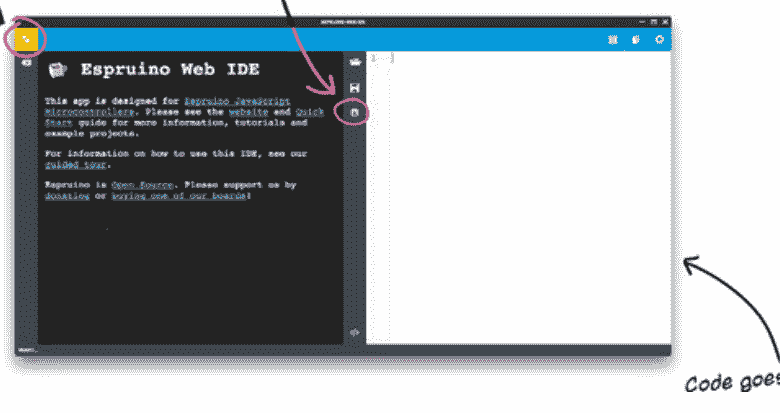 Espruino Web IDE
This app is designed for Espruino JavaScript
Microcontrollers. Please see the website and Quick
Start guide for more information, tutorials and
example projects.
For information on how to use this IDE, see our
guided tour.
Espruino is Open Source. Please support us by
donating or buying one of our boards!
Code goes